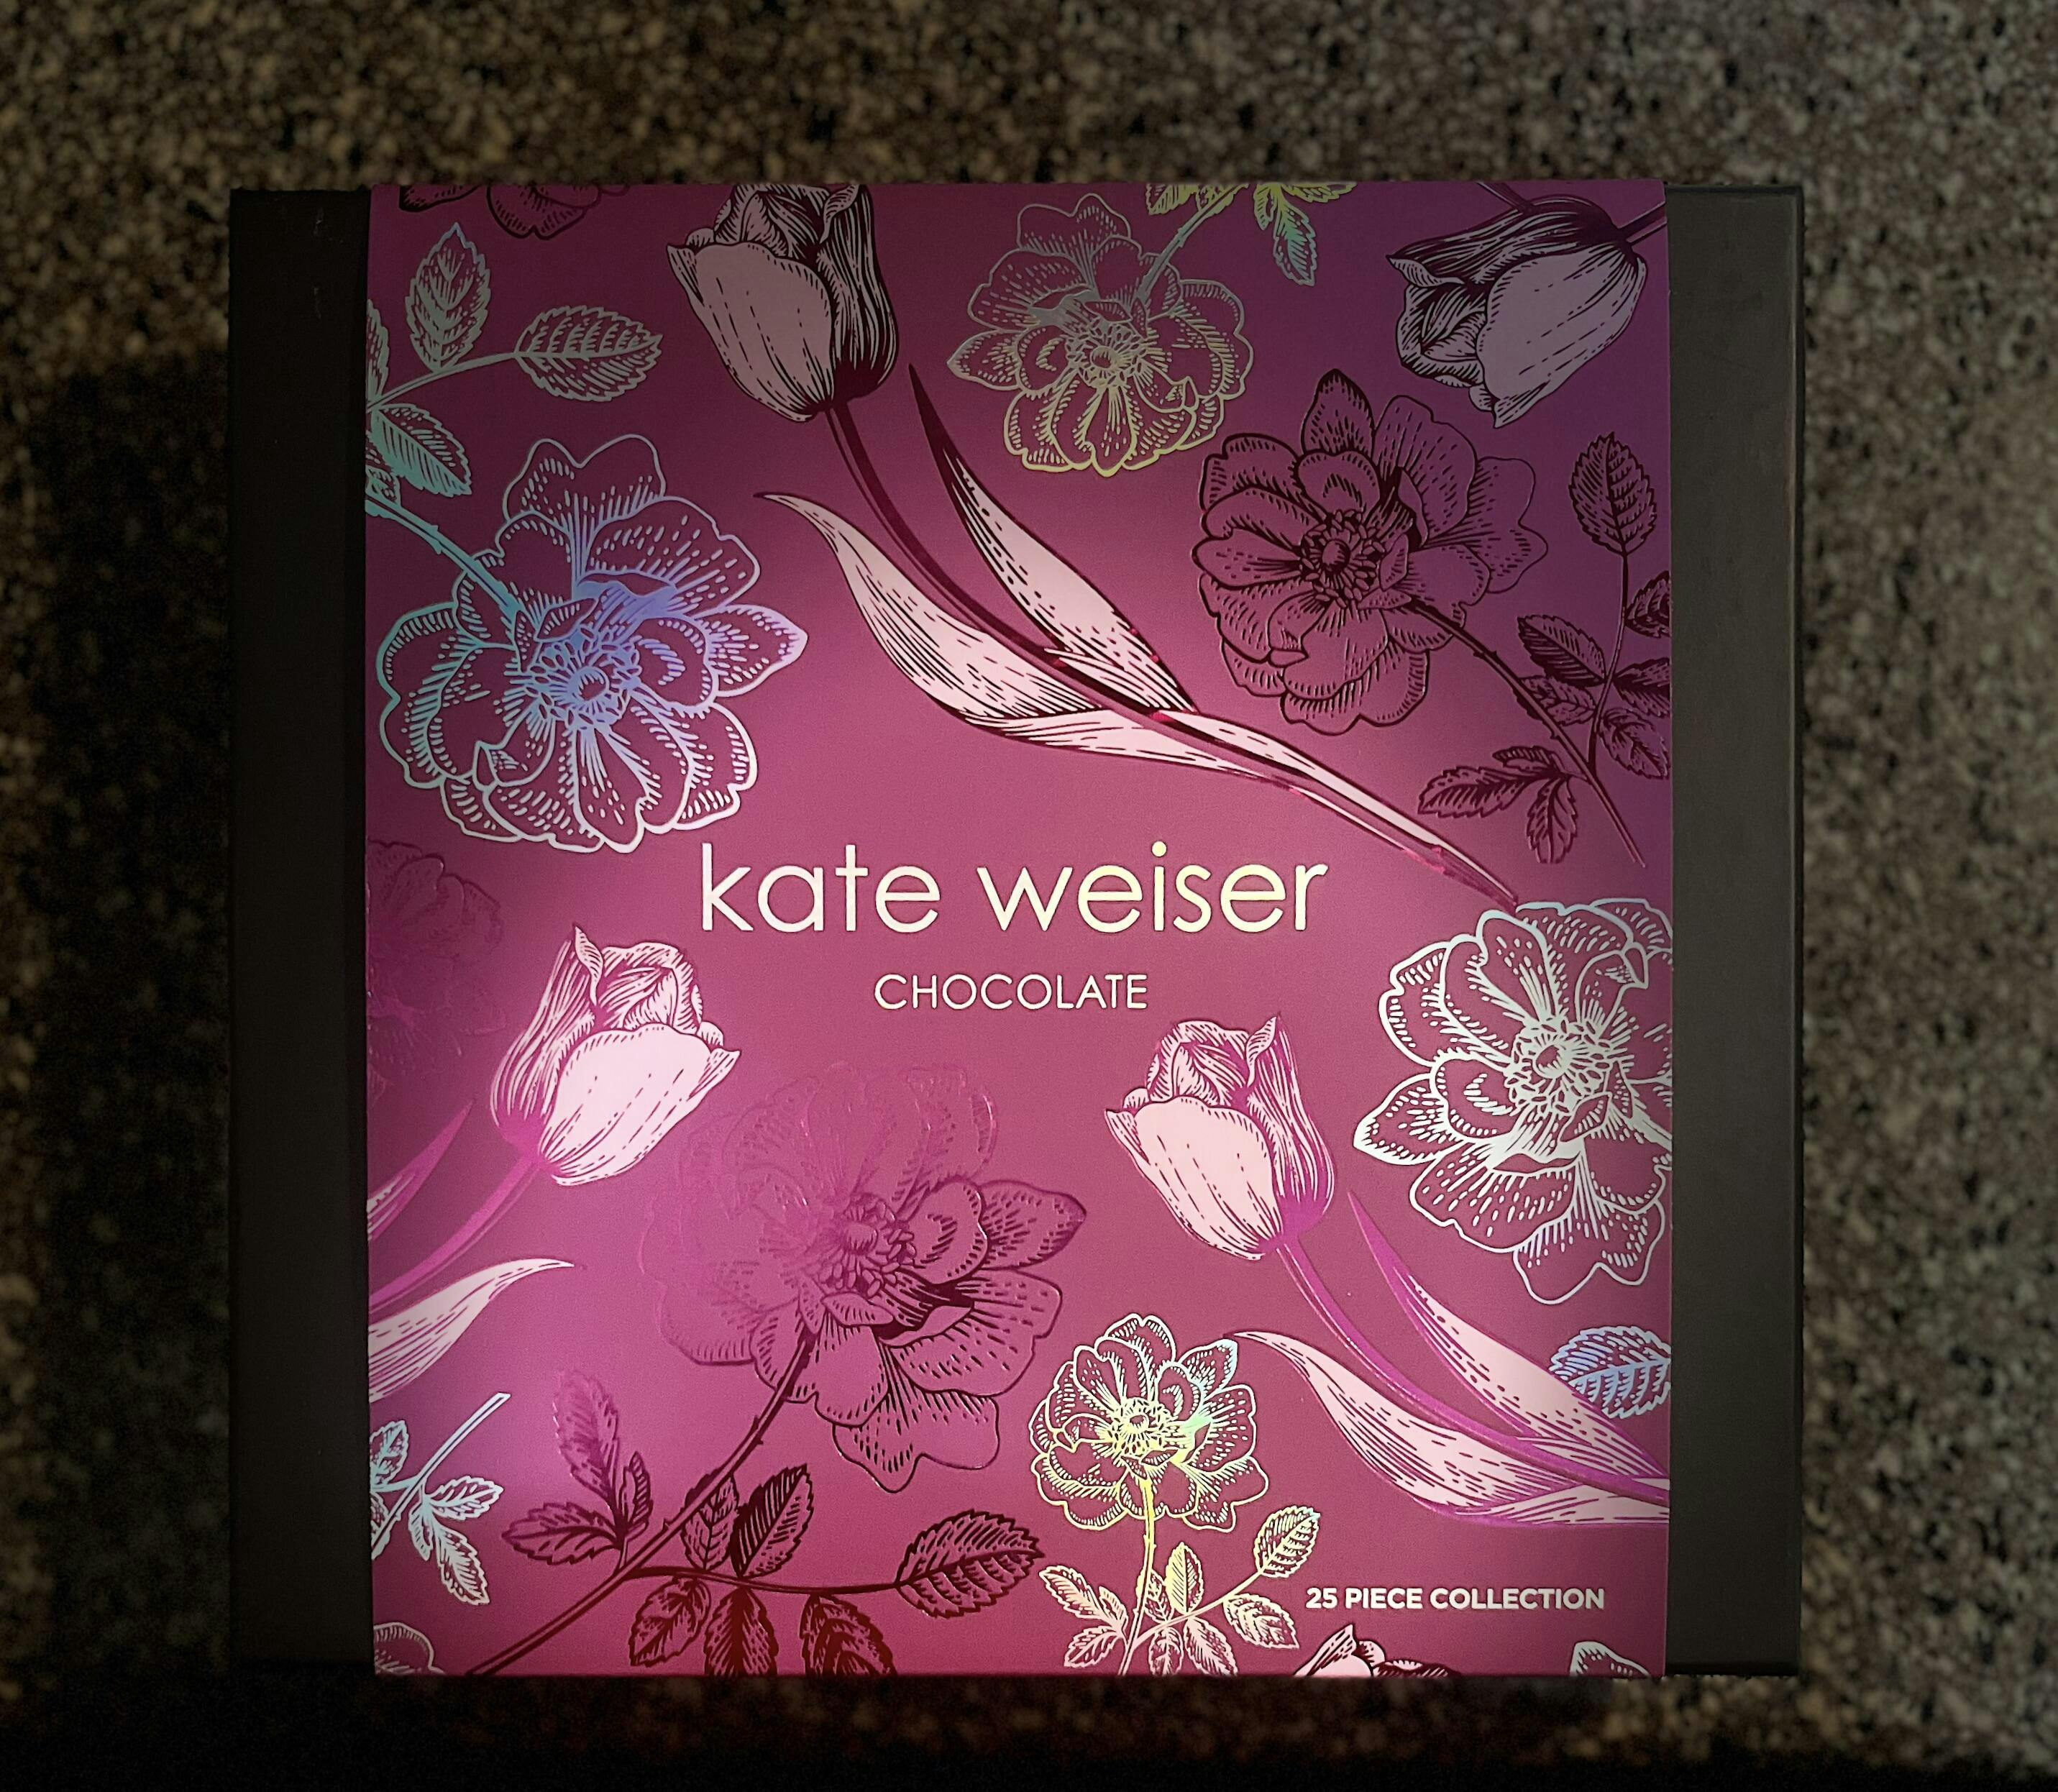 kate weiser
CHOCOLATE
25 PIECE COLLECTION